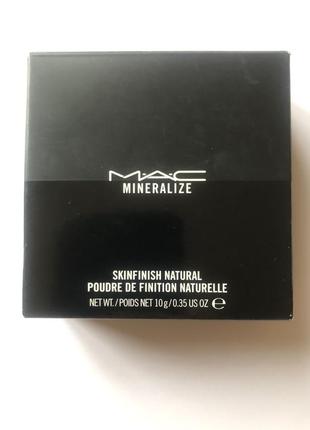 M·A·C
MINERALIZE
SKINFINISH NATURAL
POUDRE DE FINITION NATURELLE
NET WT./POIDS NET 10 g/0.35 US OZ ℮